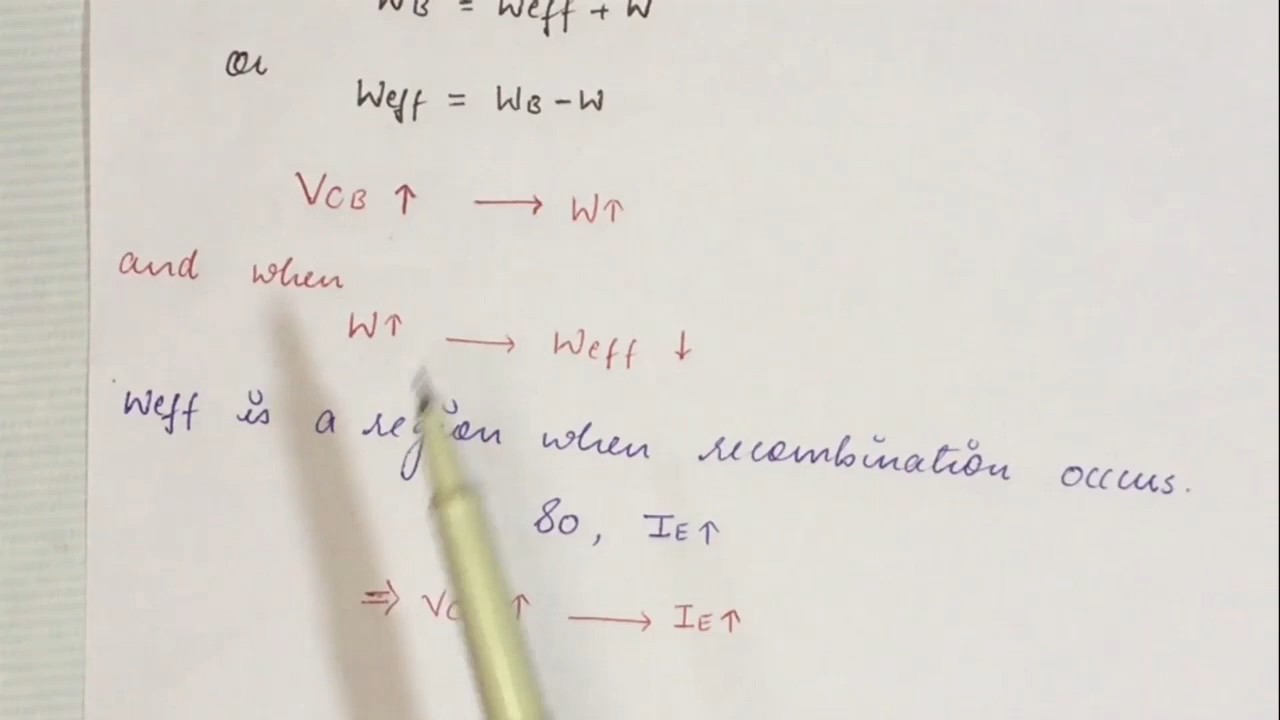 WB = Weff + W
or
Weff = WB - W
VCB ↑ → W↑
and when
W↑ → Weff ↓
Weff is a region when recombination occurs.
So, IE↑
⇒ ↑ → IE↑